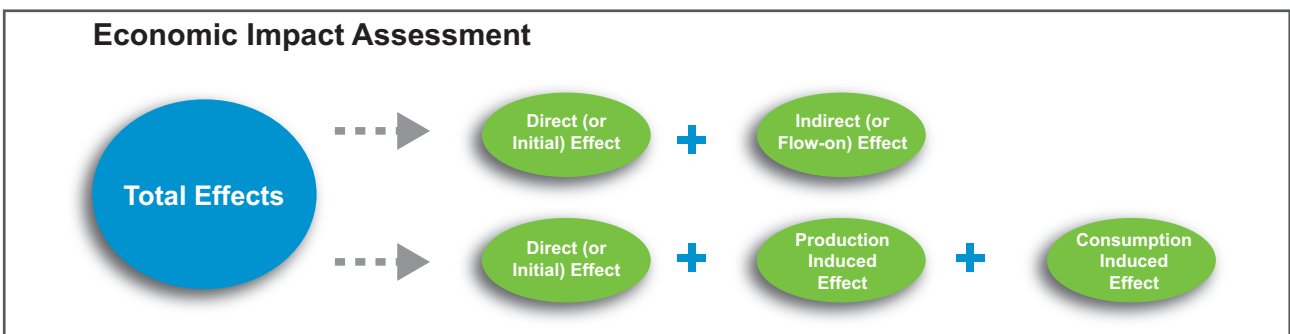 Economic Impact Assessment
Total Effects
Direct (or
Initial) Effect
+
Indirect (or
Flow-on) Effect
Direct (or
Initial) Effect
+
Production
Induced
Effect
+
Consumption
Induced
Effect